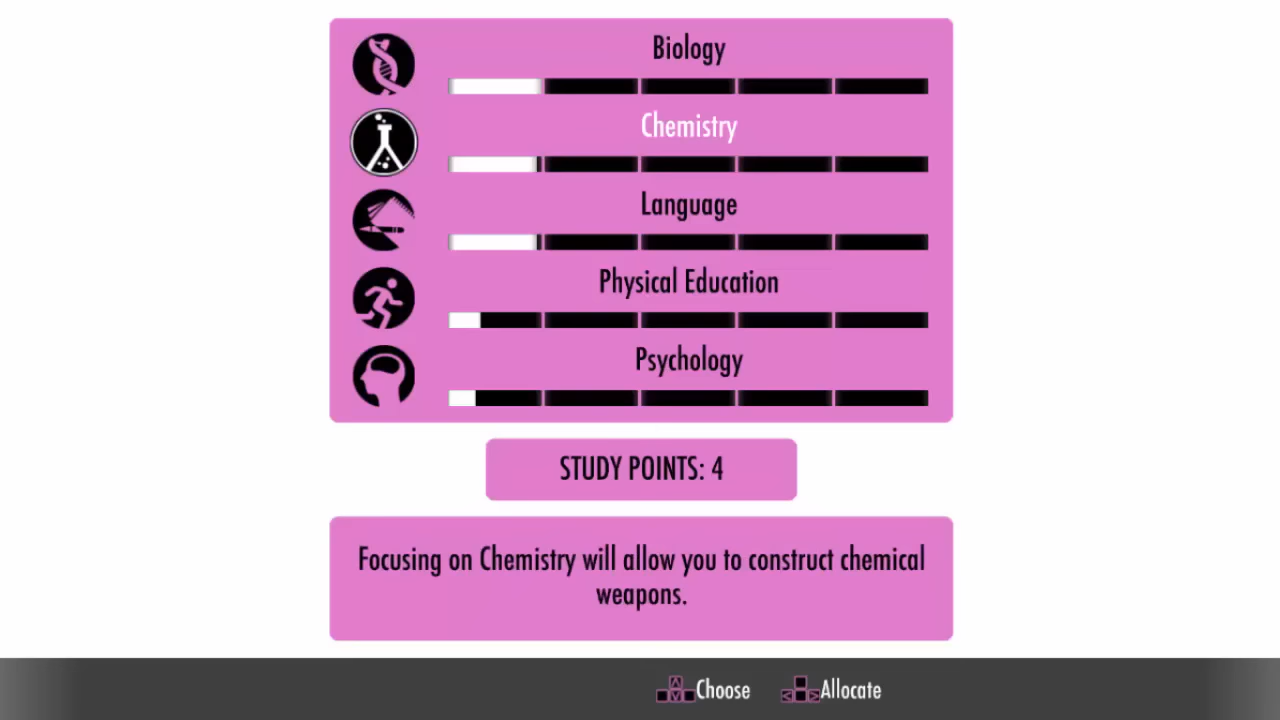 Biology
Chemistry
Language
Physical Education
Psychology
STUDY POINTS: 4
Focusing on Chemistry will allow you to construct chemical
weapons.
Choose
Allocate